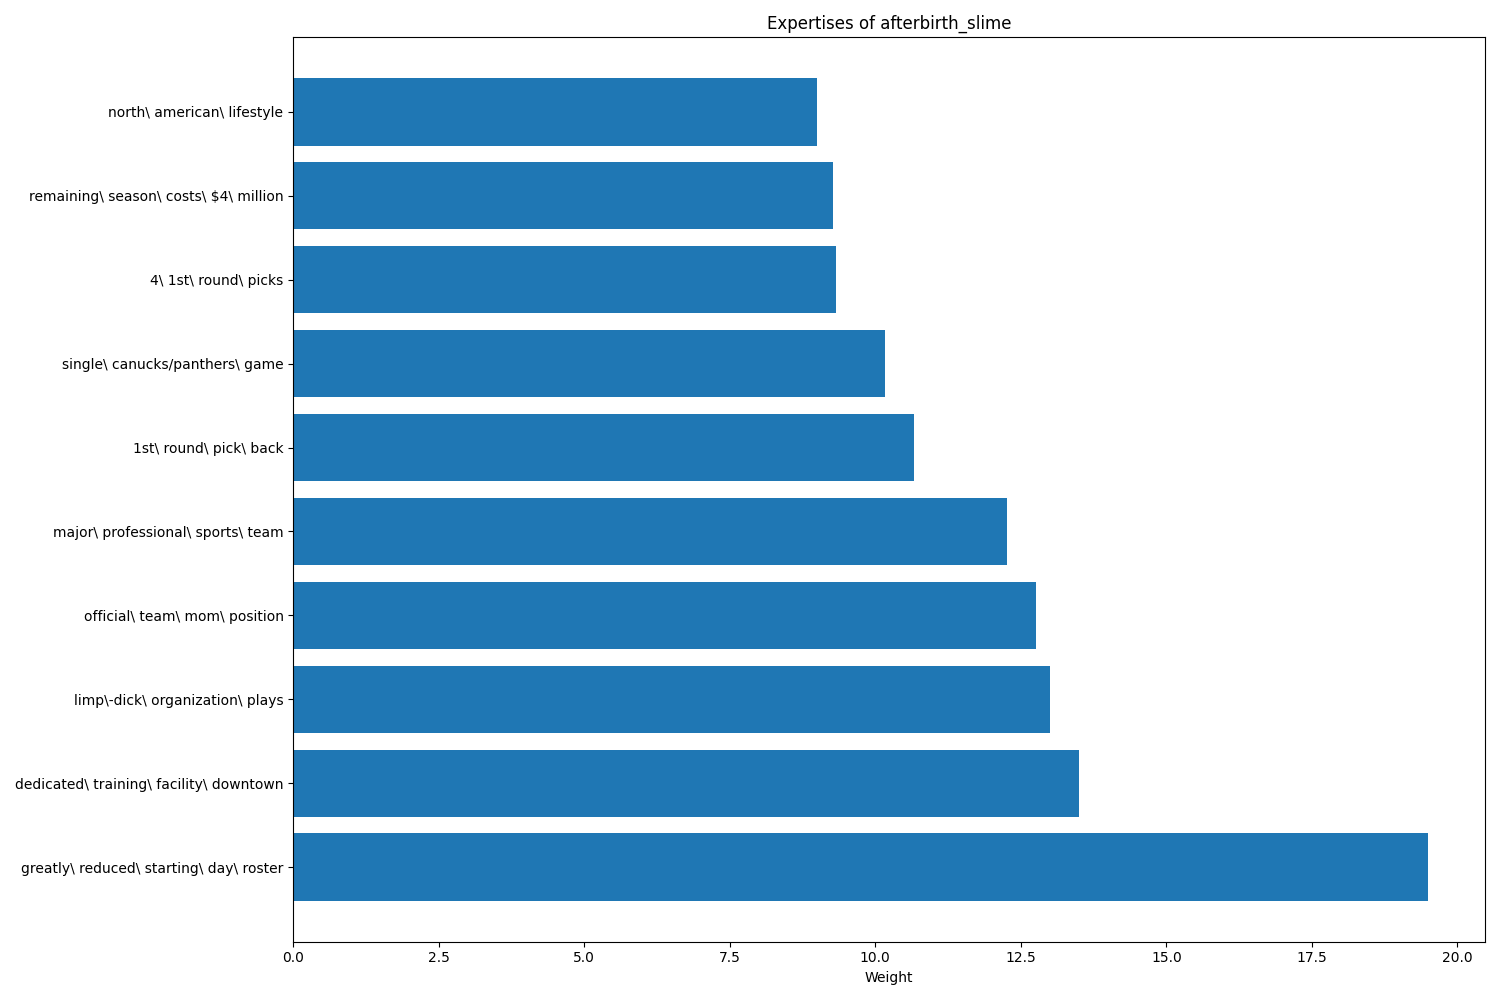 Expertises of afterbirth_slime
north\ american\ lifestyle
remaining\ season\ costs\ $4\ million
4\ 1st\ round\ picks
single\ canucks/panthers\ game
1st\ round\ pick\ back
major\ professional\ sports\ team
official\ team\ mom\ position
limp\-dick\ organization\ plays
dedicated\ training\ facility\ downtown
greatly\ reduced\ starting\ day\ roster
0.0 2.5 5.0 7.5 10.0 12.5 15.0 17.5 20.0
Weight